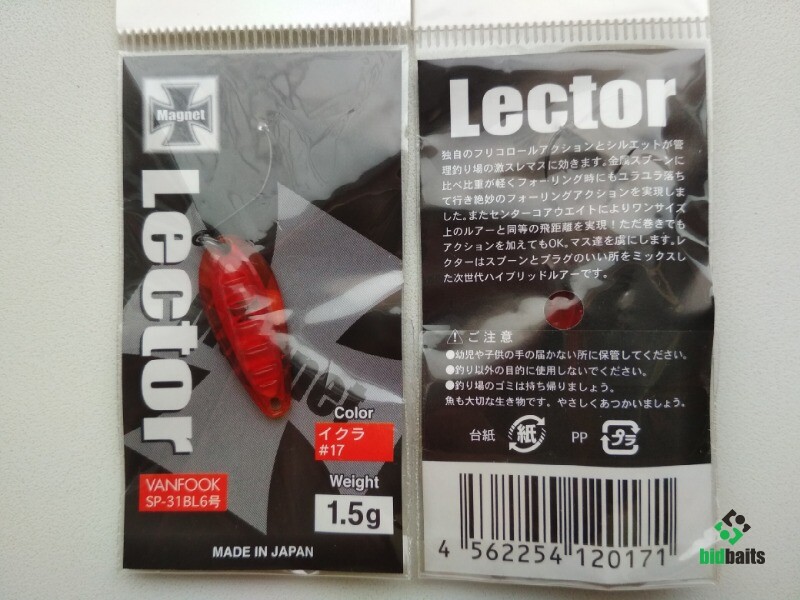 Magnet
Lector
Color
イクラ
#17
Weight
1.5g
VANFOOK
SP-31BL6号
MADE IN JAPAN
Lector
独自のフリコロールアクションとシルエットが管
理釣り場の激スレマスに効きます。金属スプーンに
比べ比重が軽くフォーリング時にもユラユラ落ち
て行き絶妙のフォーリングアクションを実現しま
した。またセンターコアウエイトによりワンサイズ
上のルアーと同等の飛距離を実現!ただ巻きでも
アクションを加えてもOK。マス達を虜にします。レ
クターはスプーンとプラグのいい所をミックスし
た次世代ハイブリッドルアーです。
ご注意
●幼児や子供の手の届かない所に保管してください。
●釣り以外の目的に使用しないでください。
●釣り場のゴミは持ち帰りましょう。
魚も大切な生き物です。やさしくあつかいましょう。
台紙 紙 PP プラ
4 562254 120171
bidbaits